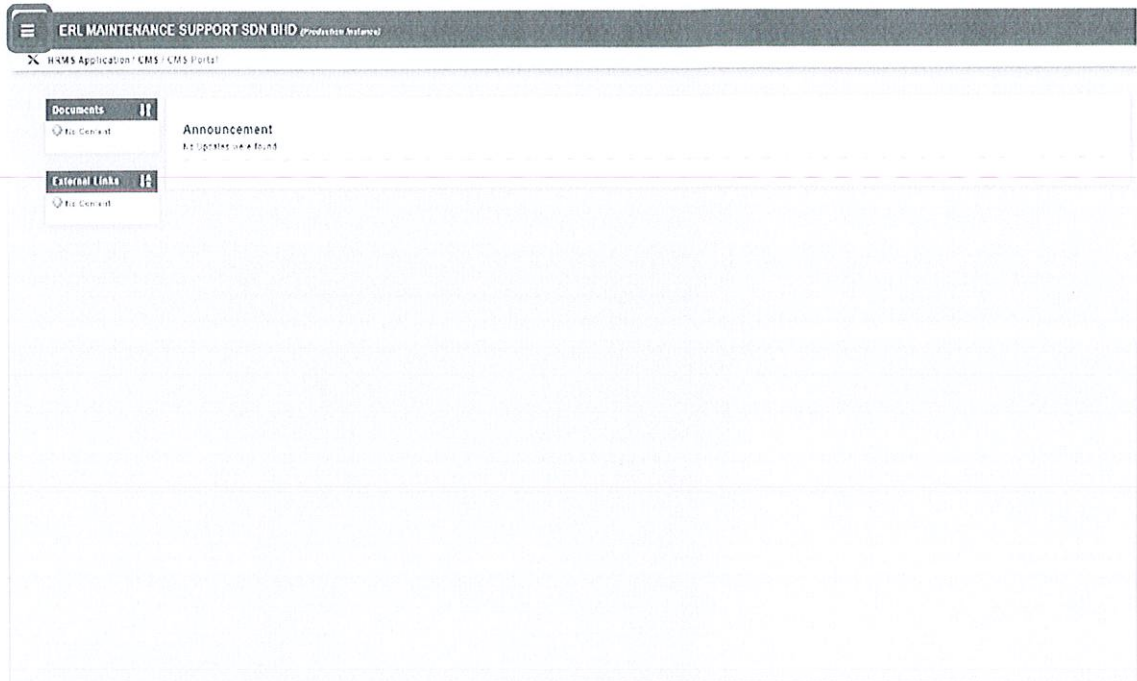 ERL MAINTENANCE SUPPORT SDN BHD (Production Instance)
HRMS Application / CMS / CMS Portal
Documents
No Content
Announcement
No Updates were found
External Links
No Content